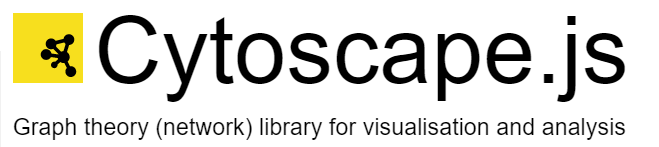 Cytoscape.js
Graph theory (network) library for visualisation and analysis